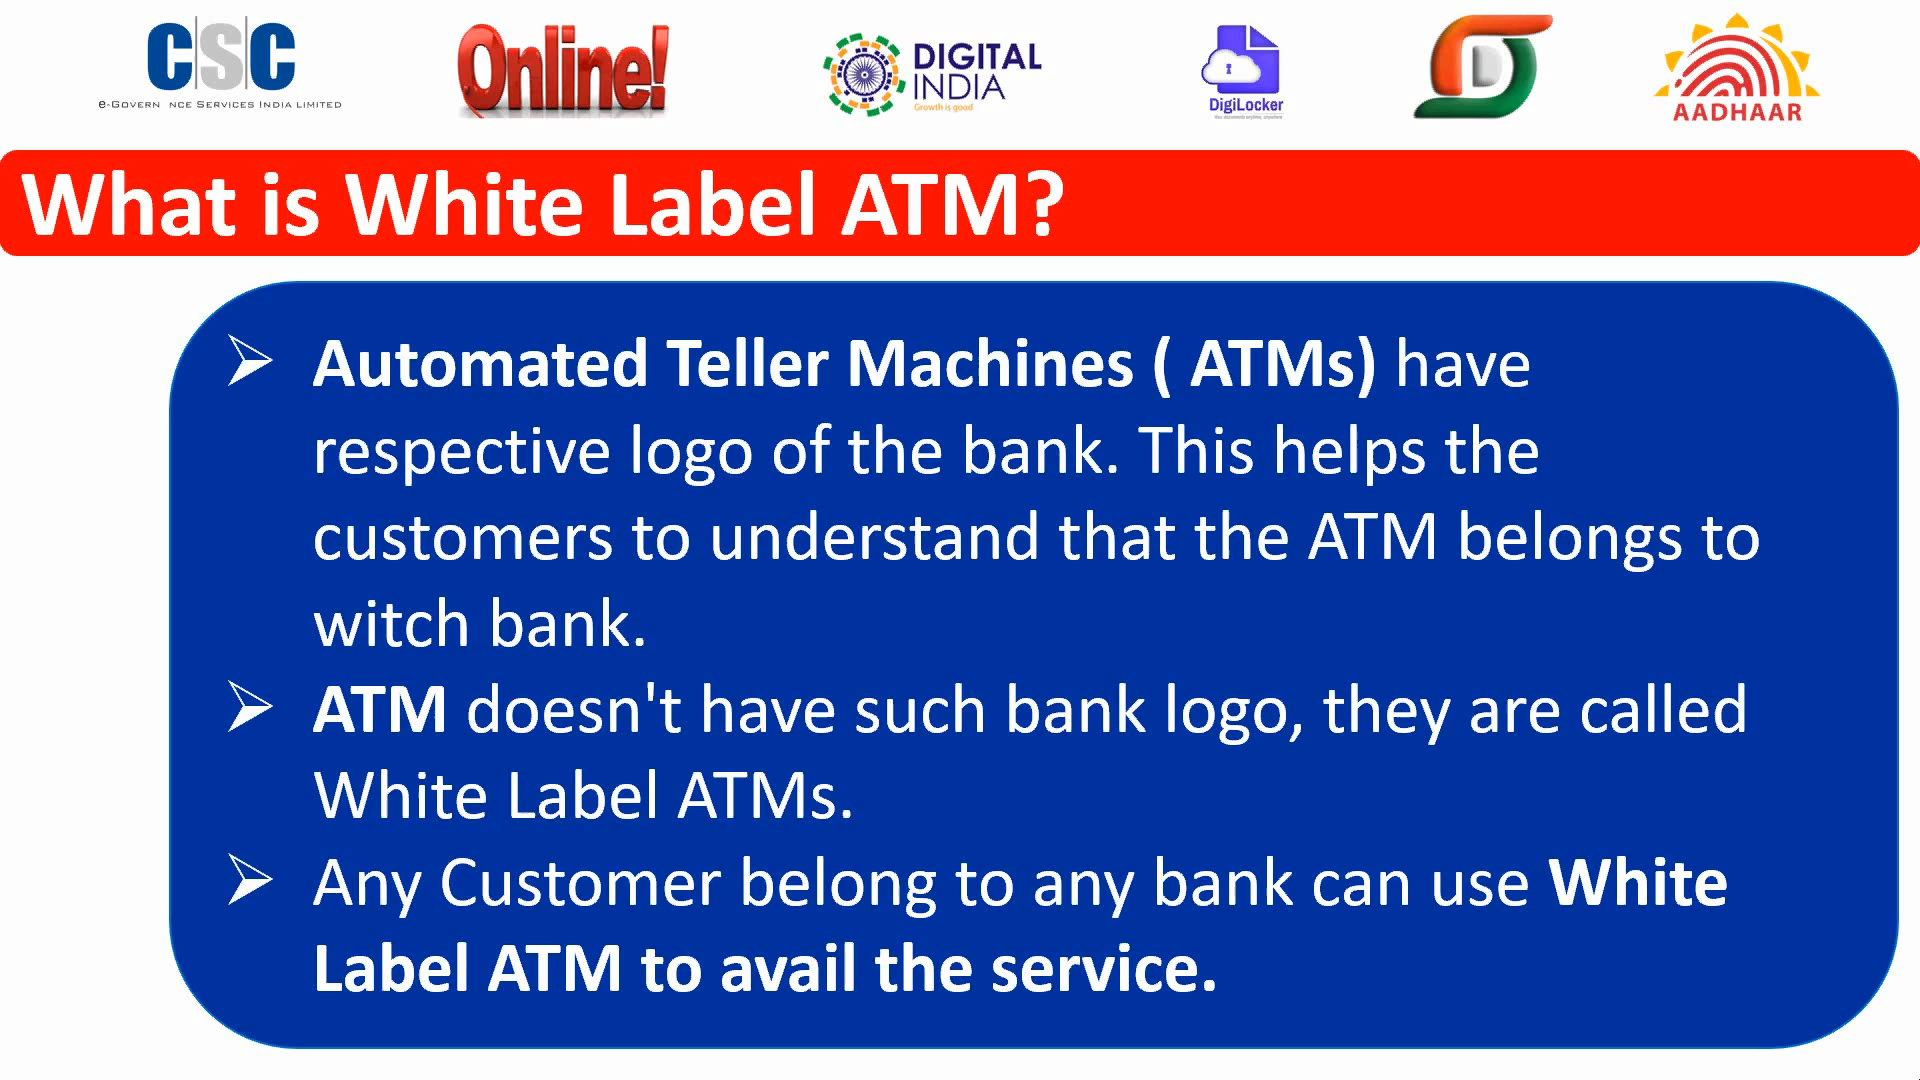 CSC
e-GOVERN NCE SERVICES INDIA LIMITED
Online!
DIGITAL
INDIA
Growth is good
DigiLocker
D
AADHAAR
What is White Label ATM?
➢ Automated Teller Machines ( ATMs) have
respective logo of the bank. This helps the
customers to understand that the ATM belongs to
witch bank.
➢ ATM doesn't have such bank logo, they are called
White Label ATMs.
➢ Any Customer belong to any bank can use White
Label ATM to avail the service.